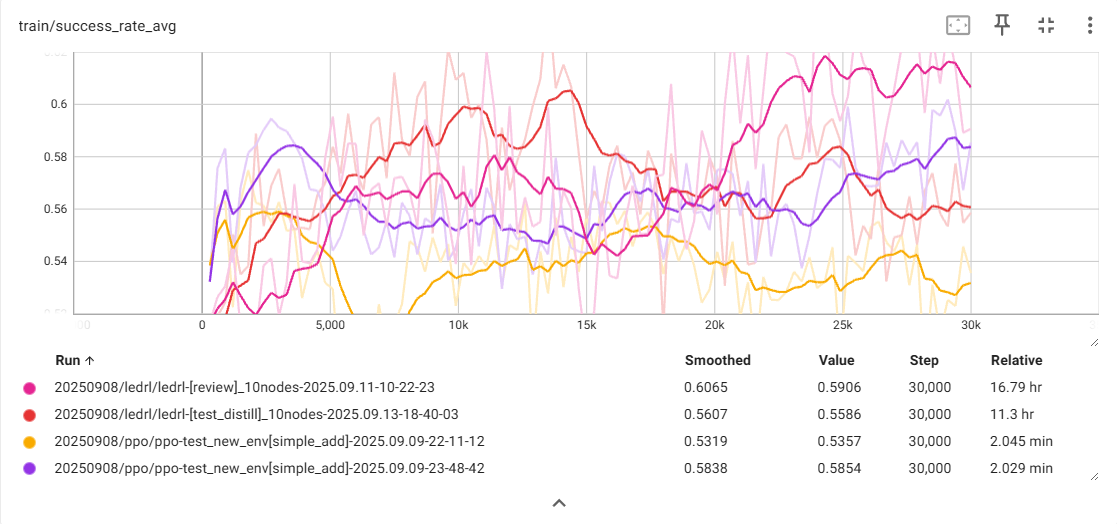 train/success_rate_avg
0.6
0.58
0.56
0.54
0 5,000 10k 15k 20k 25k 30k
Run ↑ Smoothed Value Step Relative
20250908/ledrl/ledrl-[review]_10nodes-2025.09.11-10-22-23 0.6065 0.5906 30,000 16.79 hr
20250908/ledrl/ledrl-[test_distill]_10nodes-2025.09.13-18-40-03 0.5607 0.5586 30,000 11.3 hr
20250908/ppo/ppo-test_new_env[simple_add]-2025.09.09-22-11-12 0.5319 0.5357 30,000 2.045 min
20250908/ppo/ppo-test_new_env[simple_add]-2025.09.09-23-48-42 0.5838 0.5854 30,000 2.029 min